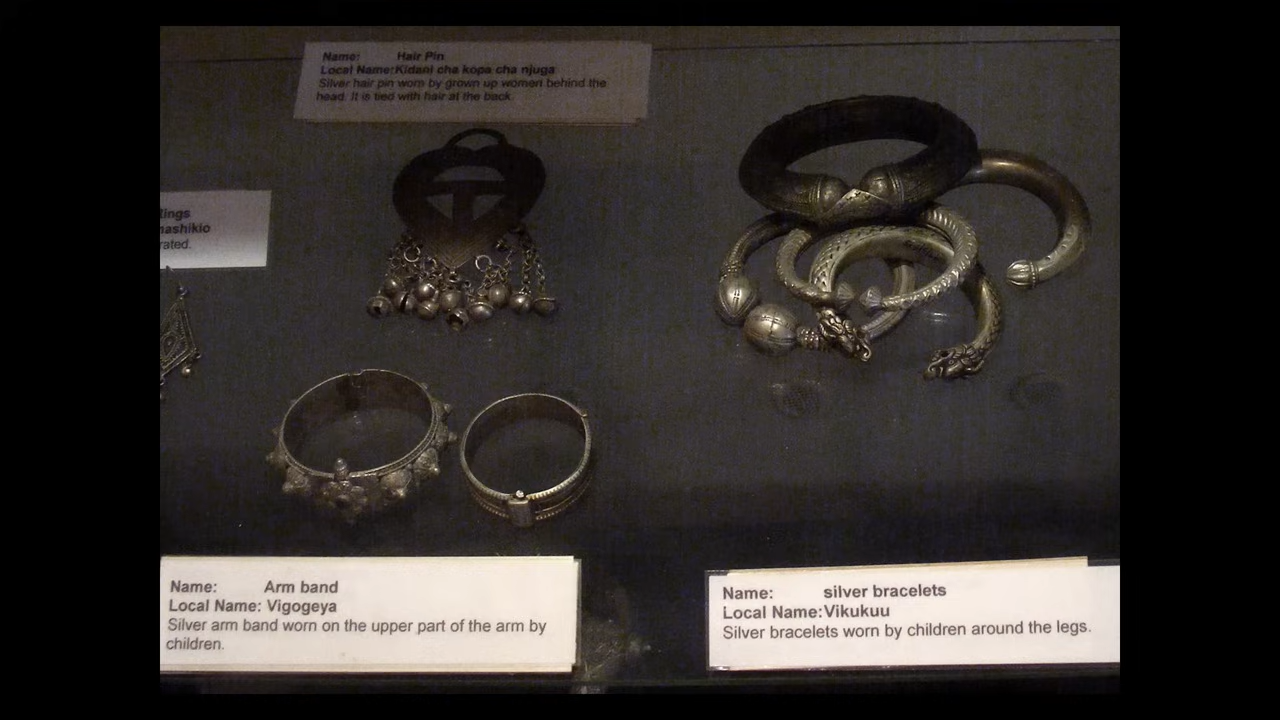 Name: Hair Pin
Local Name:Kidani cha kopa cha njuga
Silver hair pin worn by grown up women behind the
head. It is tied with hair at the back.
rated.
Name: Arm band
Local Name: Vigogeya
Silver arm band worn on the upper part of the arm by
children.
Name: silver bracelets
Local Name:Vikukuu
Silver bracelets worn by children around the legs.